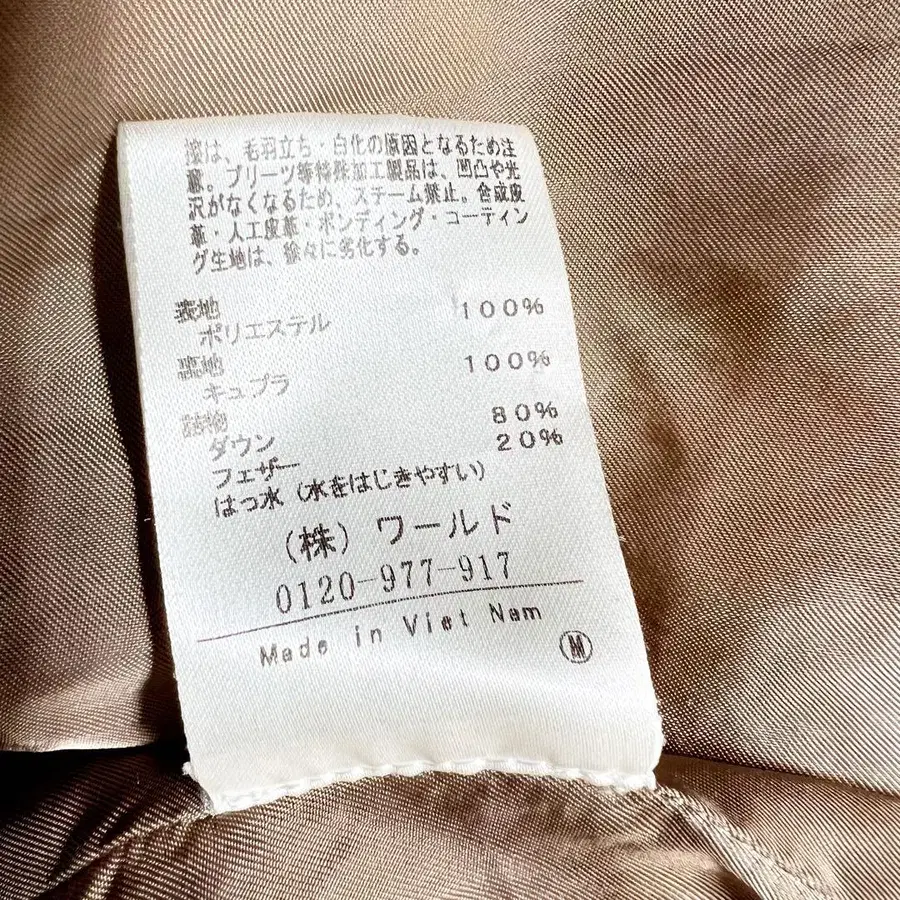 擦は、毛羽立ち・白化の原因となるため注
意。プリーツ等特殊加工製品は、凹凸や光
沢がなくなるため、スチーム禁止。合成皮
革・人工皮革・ボンディング・コーティン
グ生地は、徐々に劣化する。
表地
ポリエステル 100%
裏地
キュプラ 100%
詰物
ダウン 80%
フェザー 20%
はっ水（水をはじきやすい）
（株）ワールド
0120-977-917
Made in Viet Nam
M